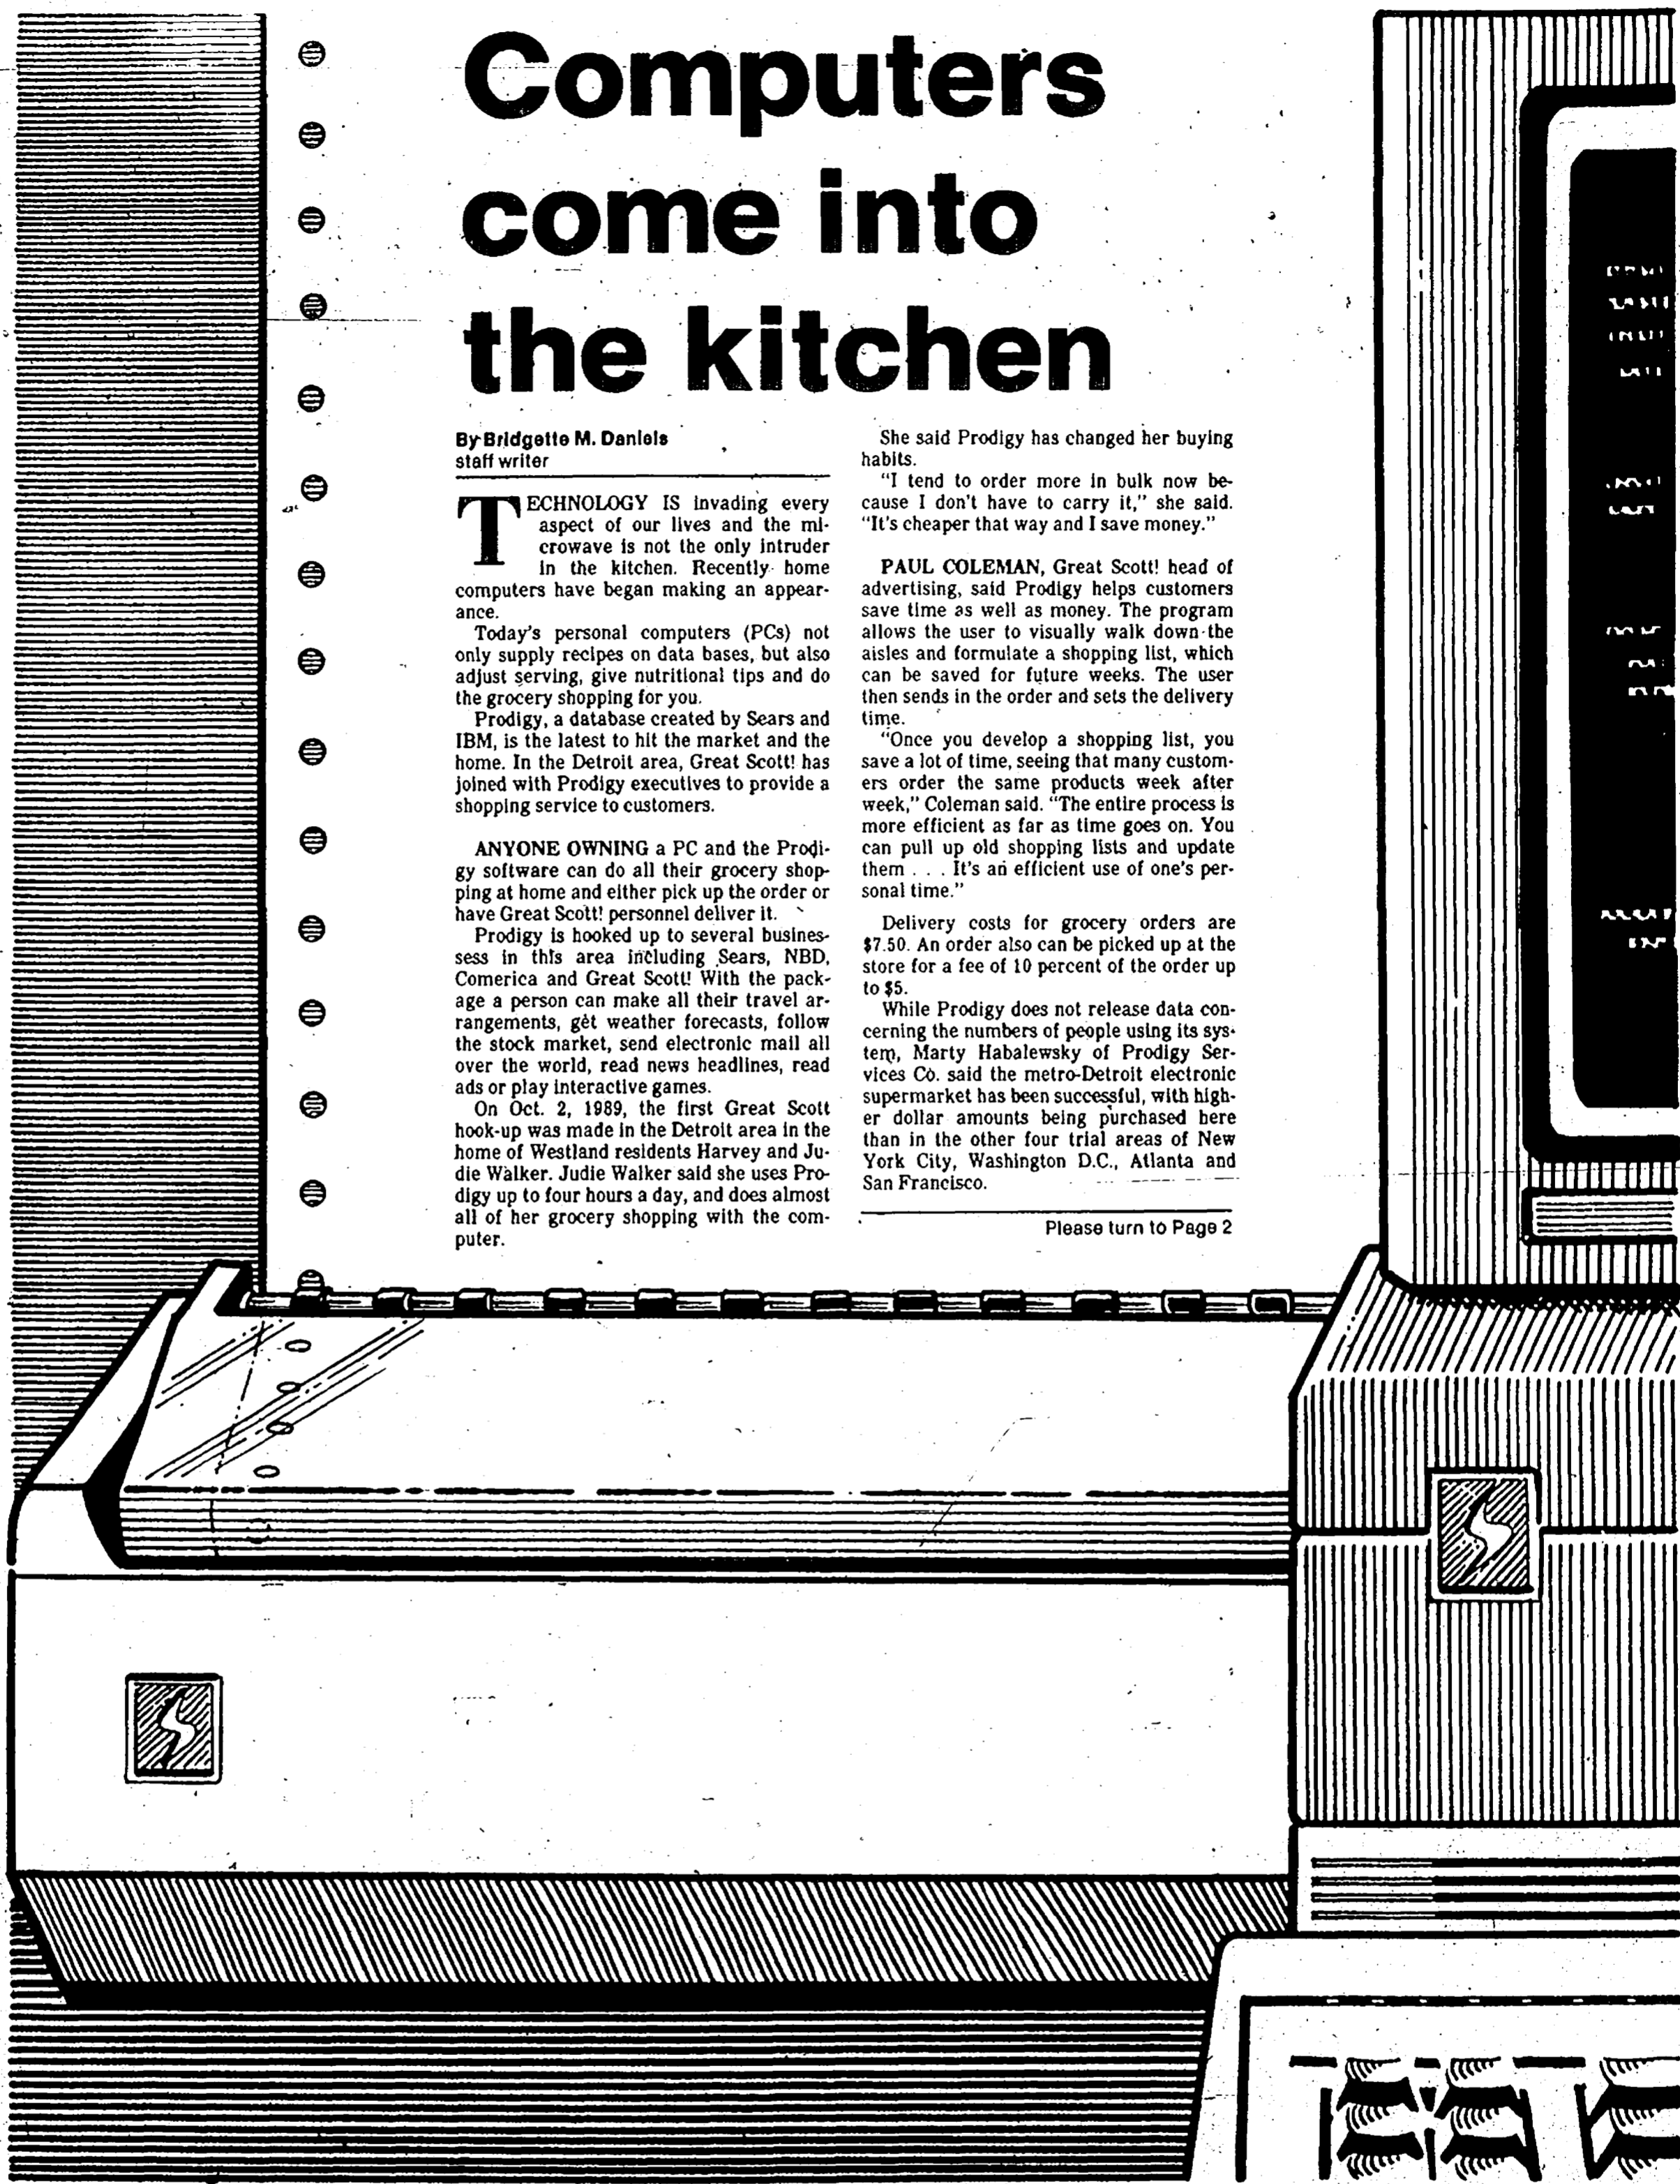 Computers
come into
the kitchen
By Bridgette M. Daniels
staff writer
TECHNOLOGY IS invading every
aspect of our lives and the mi-
crowave is not the only intruder
in the kitchen. Recently home
computers have began making an appear-
ance.
Today's personal computers (PCs) not
only supply recipes on data bases, but also
adjust serving, give nutritional tips and do
the grocery shopping for you.
Prodigy, a database created by Sears and
IBM, is the latest to hit the market and the
home. In the Detroit area, Great Scott! has
joined with Prodigy executives to provide a
shopping service to customers.
ANYONE OWNING a PC and the Prodi-
gy software can do all their grocery shop-
ping at home and either pick up the order or
have Great Scott! personnel deliver it.
Prodigy is hooked up to several busines-
sess in this area including Sears, NBD,
Comerica and Great Scott! With the pack-
age a person can make all their travel ar-
rangements, get weather forecasts, follow
the stock market, send electronic mail all
over the world, read news headlines, read
ads or play interactive games.
On Oct. 2, 1989, the first Great Scott
hook-up was made in the Detroit area in the
home of Westland residents Harvey and Ju-
die Walker. Judie Walker said she uses Pro-
digy up to four hours a day, and does almost
all of her grocery shopping with the com-
puter.
She said Prodigy has changed her buying
habits.
"I tend to order more in bulk now be-
cause I don't have to carry it," she said.
"It's cheaper that way and I save money."
PAUL COLEMAN, Great Scott! head of
advertising, said Prodigy helps customers
save time as well as money. The program
allows the user to visually walk down the
aisles and formulate a shopping list, which
can be saved for future weeks. The user
then sends in the order and sets the delivery
time.
"Once you develop a shopping list, you
save a lot of time, seeing that many custom-
ers order the same products week after
week," Coleman said. "The entire process is
more efficient as far as time goes on. You
can pull up old shopping lists and update
them . . . It's an efficient use of one's per-
sonal time."
Delivery costs for grocery orders are
$7.50. An order also can be picked up at the
store for a fee of 10 percent of the order up
to $5.
While Prodigy does not release data con-
cerning the numbers of people using its sys-
tem, Marty Habalewsky of Prodigy Ser-
vices Co. said the metro-Detroit electronic
supermarket has been successful, with high-
er dollar amounts being purchased here
than in the other four trial areas of New
York City, Washington D.C., Atlanta and
San Francisco.
Please turn to Page 2